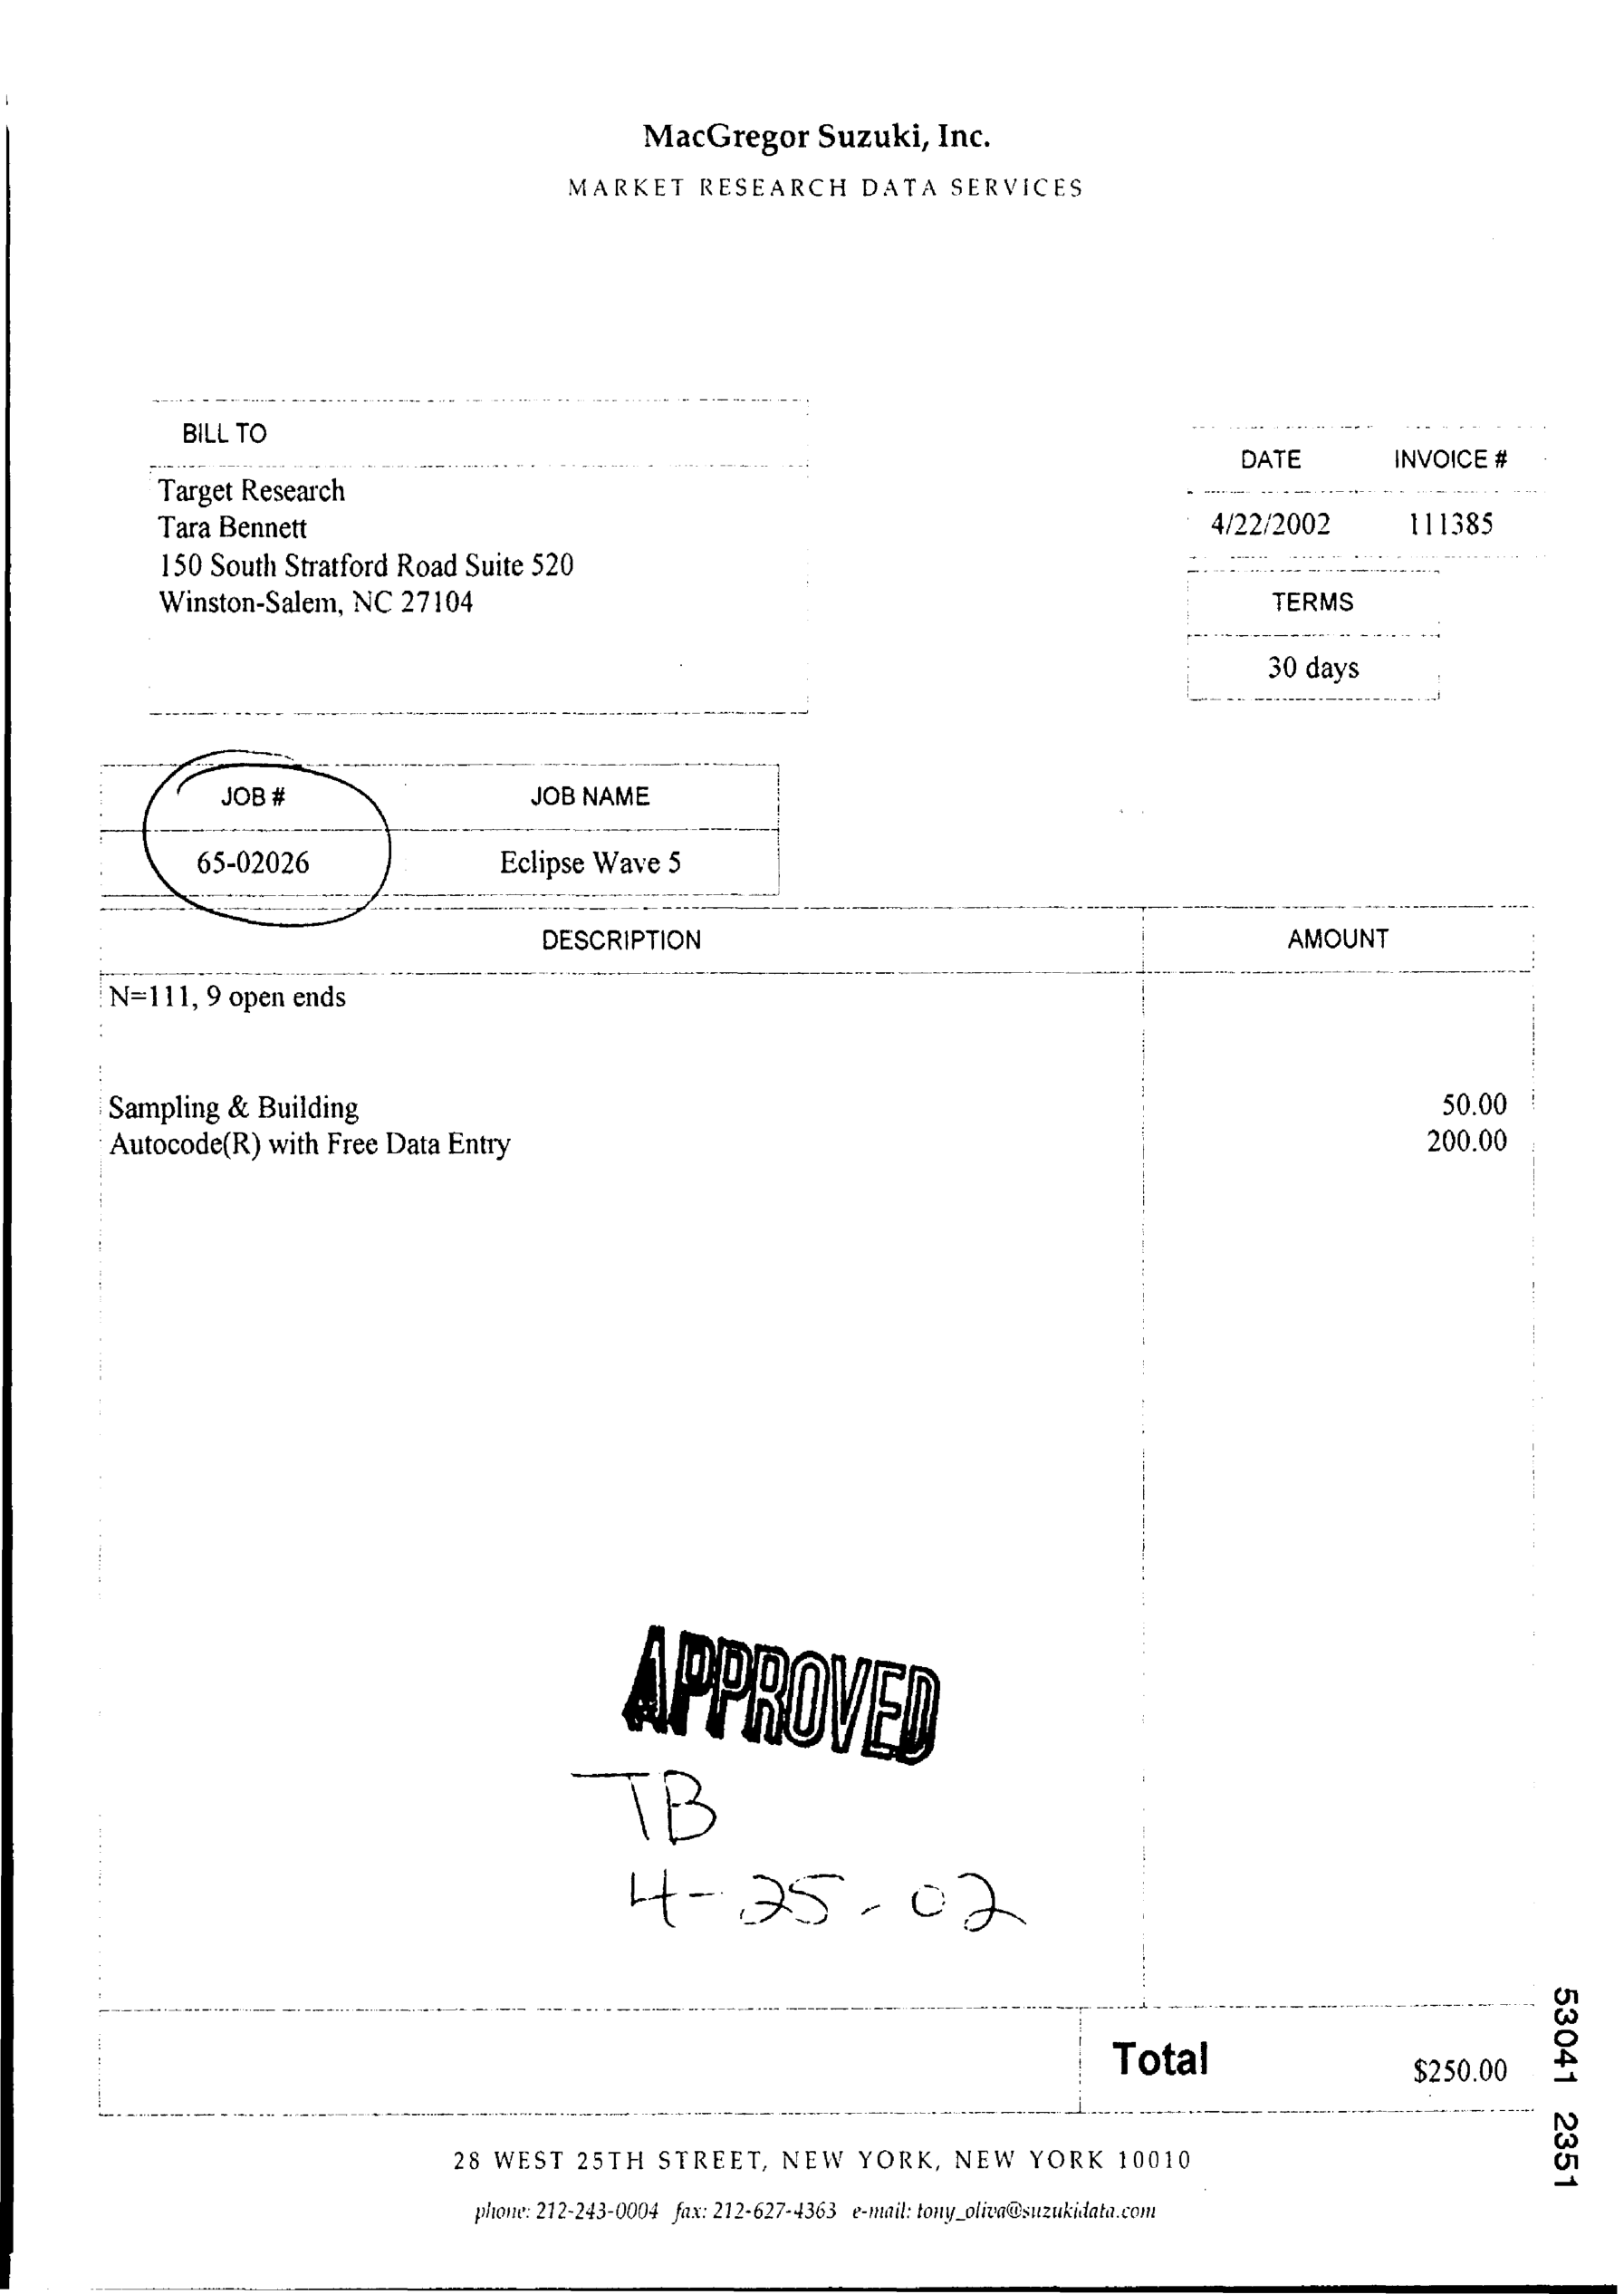 MacGregor Suzuki, Inc.
MARKET RESEARCH DATA SERVICES
BILL TO
Target Research
Tara Bennett
150 South Stratford Road Suite 520
Winston-Salem, NC 27104
DATE INVOICE #
4/22/2002 111385
TERMS
30 days
JOB # JOB NAME
65-02026 Eclipse Wave 5
DESCRIPTION AMOUNT
N=111, 9 open ends
Sampling & Building 50.00
Autocode(R) with Free Data Entry 200.00
APPROVED
TB
4-25-02
Total $250.00
28 WEST 25TH STREET, NEW YORK, NEW YORK 10010
phone: 212-243-0004 fax: 212-627-4363 e-mail: tony_oliva@suzukidata.com
53041 2351